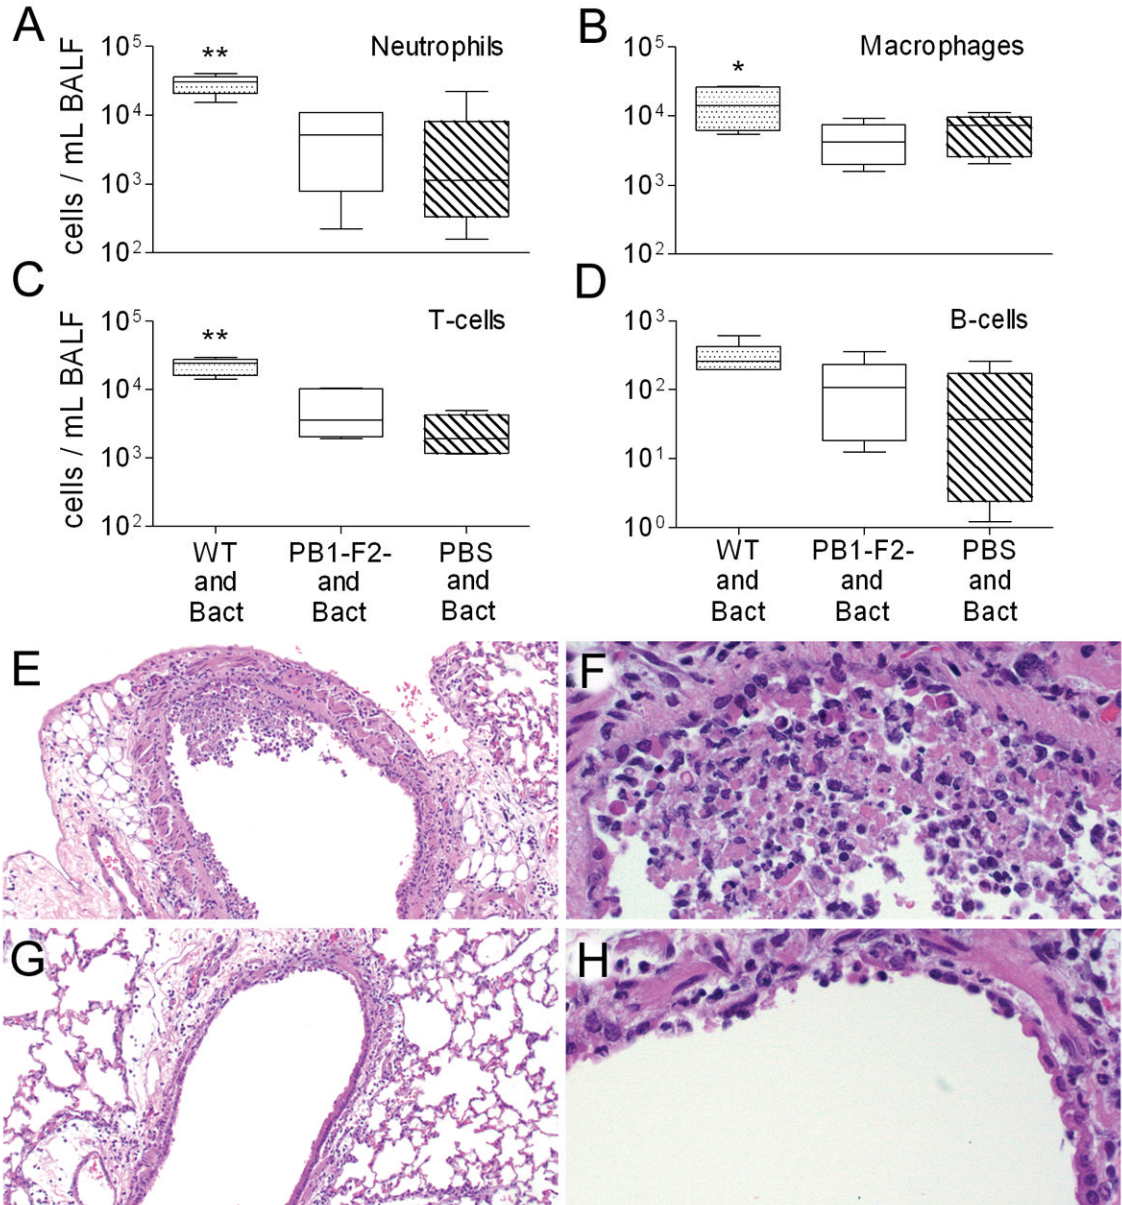 A
Neutrophils
cells / mL BALF
10^5
10^4
10^3
10^2
**
B
Macrophages
10^5
10^4
10^3
10^2
*
C
T-cells
cells / mL BALF
10^5
10^4
10^3
10^2
**
WT
and
Bact
PB1-F2-
and
Bact
PBS
and
Bact
D
B-cells
10^3
10^2
10^1
10^0
WT
and
Bact
PB1-F2-
and
Bact
PBS
and
Bact
E
F
G
H